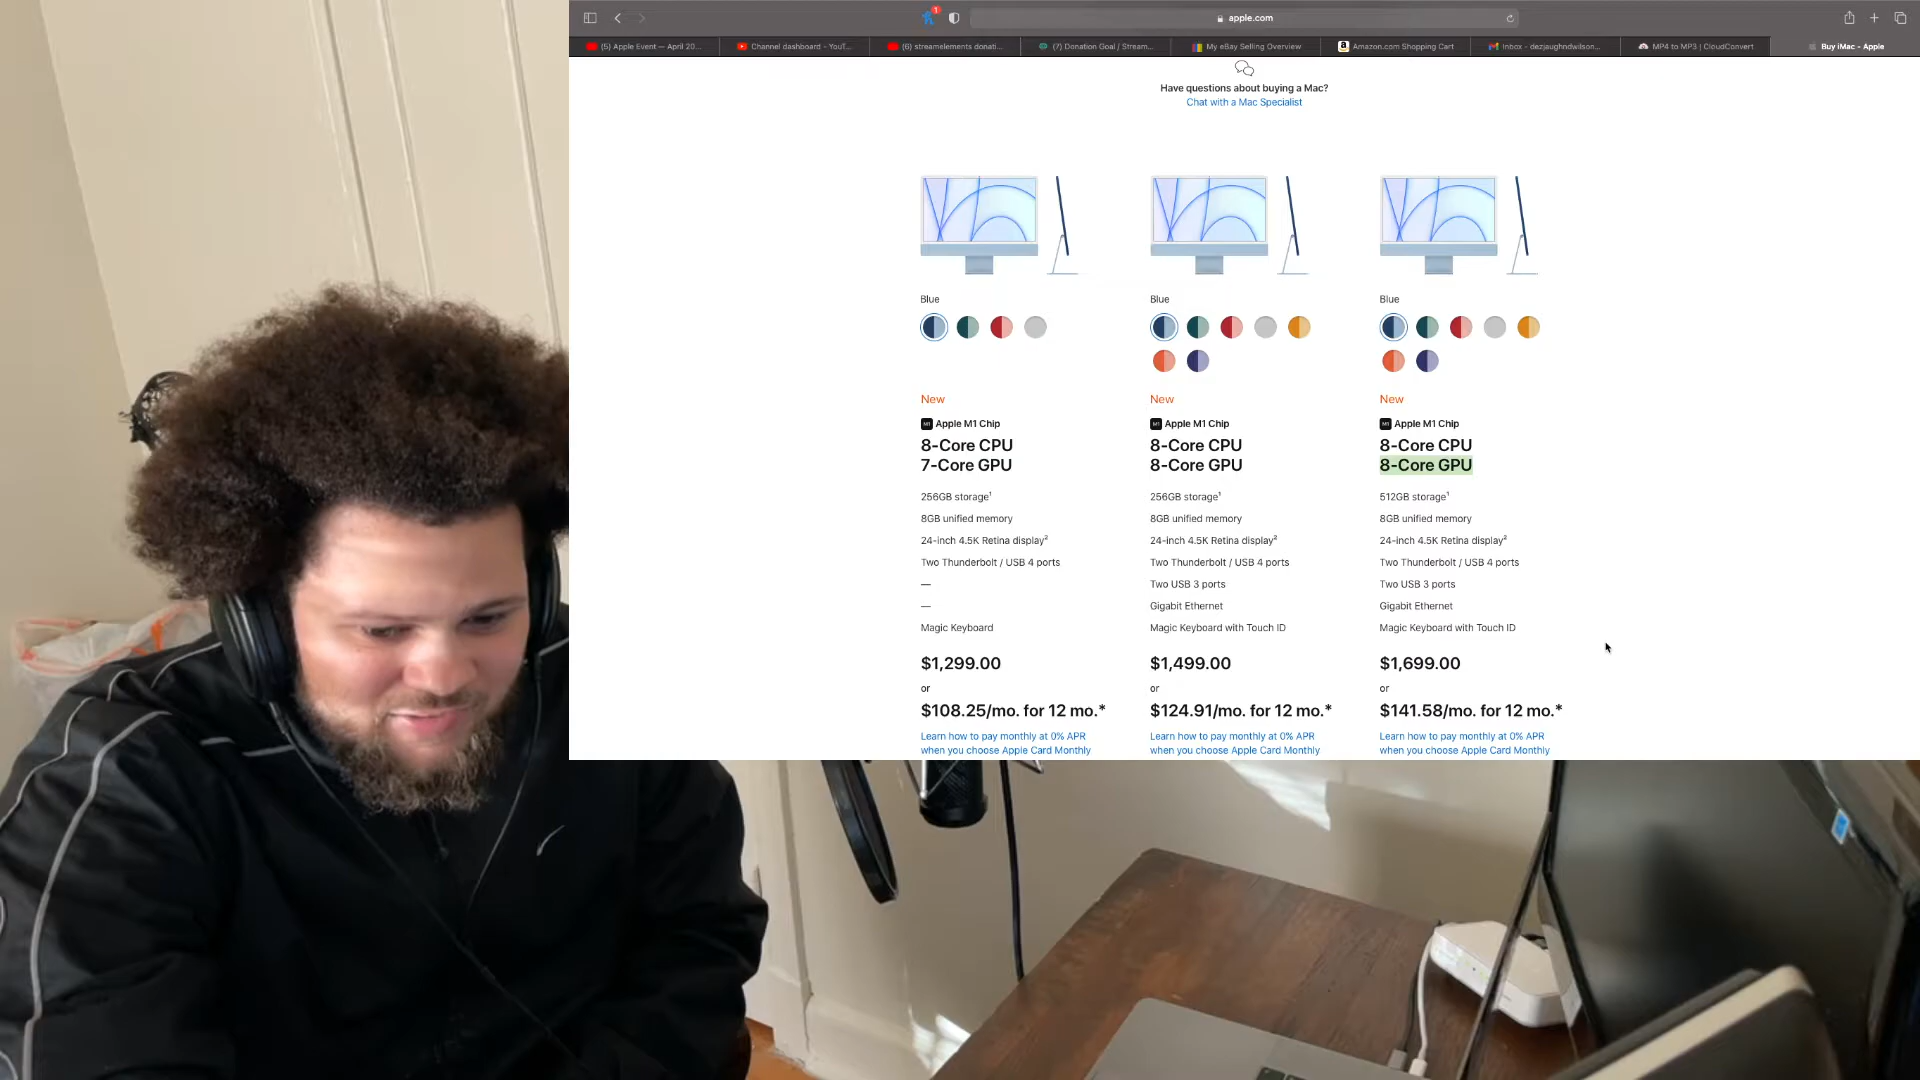 apple.com
(5) Apple Event — April 20...
Channel dashboard - YouT...
(6) streamelements donati...
(7) Donation Goal / Stream...
My eBay Selling Overview
Amazon.com Shopping Cart
Inbox - dezjaughndwilson...
MP4 to MP3 | CloudConvert
Buy iMac - Apple
Have questions about buying a Mac?
Chat with a Mac Specialist
Blue
New
Apple M1 Chip
8-Core CPU
7-Core GPU
256GB storage¹
8GB unified memory
24-inch 4.5K Retina display²
Two Thunderbolt / USB 4 ports
—
—
Magic Keyboard
$1,299.00
or
$108.25/mo. for 12 mo.*
Learn how to pay monthly at 0% APR
when you choose Apple Card Monthly
Blue
New
Apple M1 Chip
8-Core CPU
8-Core GPU
256GB storage¹
8GB unified memory
24-inch 4.5K Retina display²
Two Thunderbolt / USB 4 ports
Two USB 3 ports
Gigabit Ethernet
Magic Keyboard with Touch ID
$1,499.00
or
$124.91/mo. for 12 mo.*
Learn how to pay monthly at 0% APR
when you choose Apple Card Monthly
Blue
New
Apple M1 Chip
8-Core CPU
8-Core GPU
512GB storage¹
8GB unified memory
24-inch 4.5K Retina display²
Two Thunderbolt / USB 4 ports
Two USB 3 ports
Gigabit Ethernet
Magic Keyboard with Touch ID
$1,699.00
or
$141.58/mo. for 12 mo.*
Learn how to pay monthly at 0% APR
when you choose Apple Card Monthly